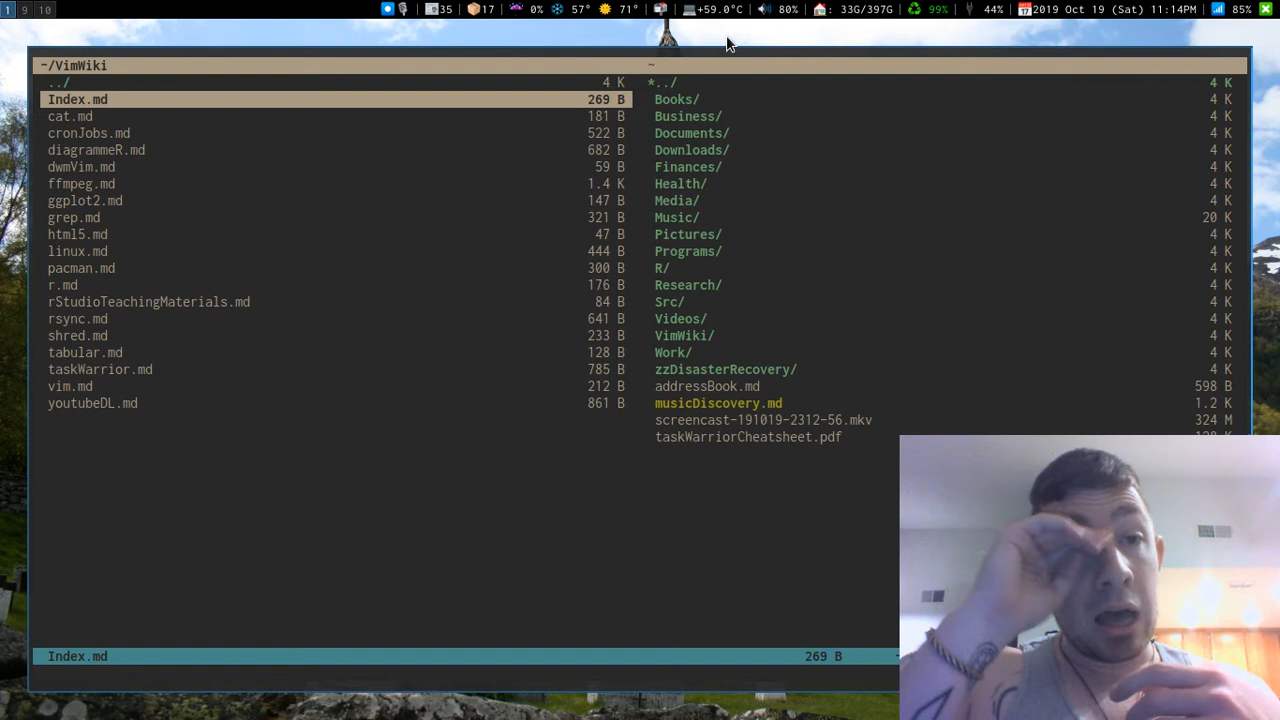 1 9 10 35 17 0% 57° 71° +59.0°C 80% : 33G/397G 99% 44% 2019 Oct 19 (Sat) 11:14PM 85%
~/VimWiki ~
../ 4 K *../ 4 K
Index.md 269 B Books/ 4 K
cat.md 181 B Business/ 4 K
cronJobs.md 522 B Documents/ 4 K
diagrammeR.md 682 B Downloads/ 4 K
dwmVim.md 59 B Finances/ 4 K
ffmpeg.md 1.4 K Health/ 4 K
ggplot2.md 147 B Media/ 4 K
grep.md 321 B Music/ 20 K
html5.md 47 B Pictures/ 4 K
linux.md 444 B Programs/ 4 K
pacman.md 300 B R/ 4 K
r.md 176 B Research/ 4 K
rStudioTeachingMaterials.md 84 B Src/ 4 K
rsync.md 641 B Videos/ 4 K
shred.md 233 B VimWiki/ 4 K
tabular.md 128 B Work/ 4 K
taskWarrior.md 785 B zzDisasterRecovery/ 4 K
vim.md 212 B addressBook.md 598 B
youtubeDL.md 861 B musicDiscovery.md 1.2 K
screencast-191019-2312-56.mkv 324 M
taskWarriorCheatsheet.pdf
Index.md 269 B